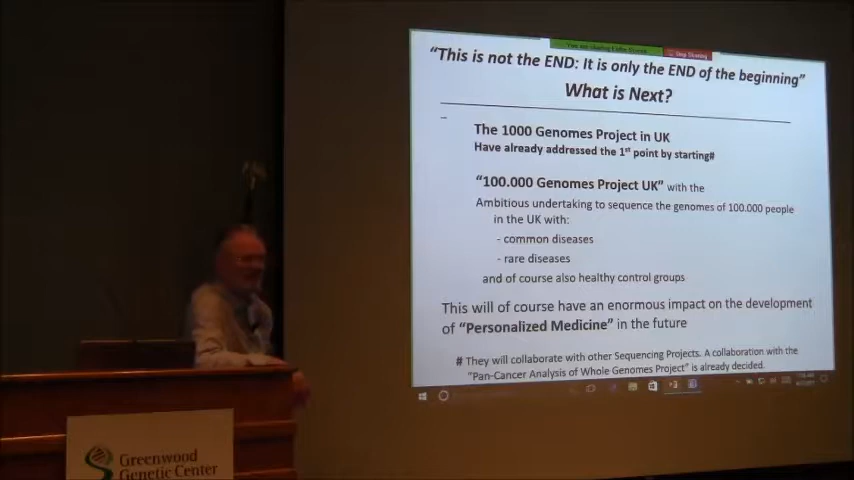 You are sharing
Stop Sharing
"This is not the END: It is only the END of the beginning"
What is Next?
The 1000 Genomes Project in UK
Have already addressed the 1st point by starting#
"100.000 Genomes Project UK" with the
Ambitious undertaking to sequence the genomes of 100.000 people
in the UK with:
- common diseases
- rare diseases
and of course also healthy control groups
This will of course have an enormous impact on the development
of "Personalized Medicine" in the future
# They will collaborate with other Sequencing Projects. A collaboration with the
"Pan-Cancer Analysis of Whole Genomes Project" is already decided.
Greenwood
Genetic Center